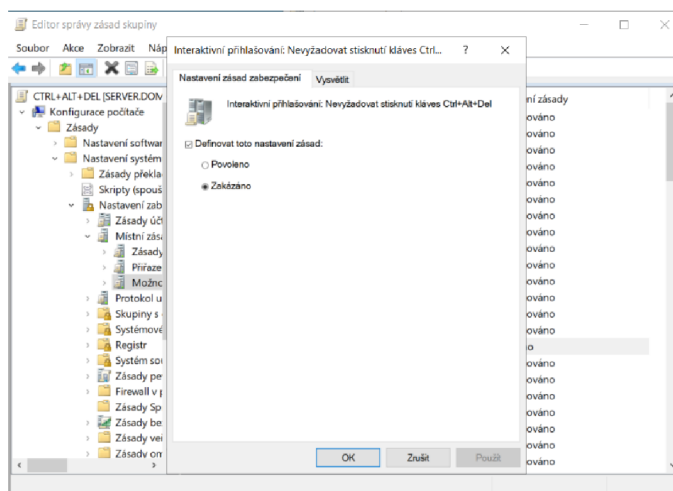 Editor správy zásad skupiny
Soubor Akce Zobrazit Náp
Interaktivní přihlašování: Nevyžadovat stisknutí kláves Ctrl... ? ×
Nastavení zásad zabezpečení Vysvětlit
Interaktivní přihlašování: Nevyžadovat stisknutí kláves Ctrl+Alt+Del
Definovat toto nastavení zásad:
Povoleno
Zakázáno
OK Zrušit Použít
CTRL+ALT+DEL [SERVER.DOM
Konfigurace počítače
Zásady
Nastavení softwar
Nastavení systém
Zásady překla
Skripty (spouš
Nastavení zab
Zásady účt
Místní zása
Zásady
Přiřaze
Možno
Protokol u
Skupiny s
Systémové
Registr
Systém sou
Zásady pe
Firewall v p
Zásady Sp
Zásady be
Zásady veř
Zásady om
ní zásady
ováno
ováno
ováno
ováno
ováno
ováno
ováno
ováno
ováno
ováno
ováno
ováno
ováno
ováno
o
ováno
ováno
ováno
ováno
ováno
ováno
ováno